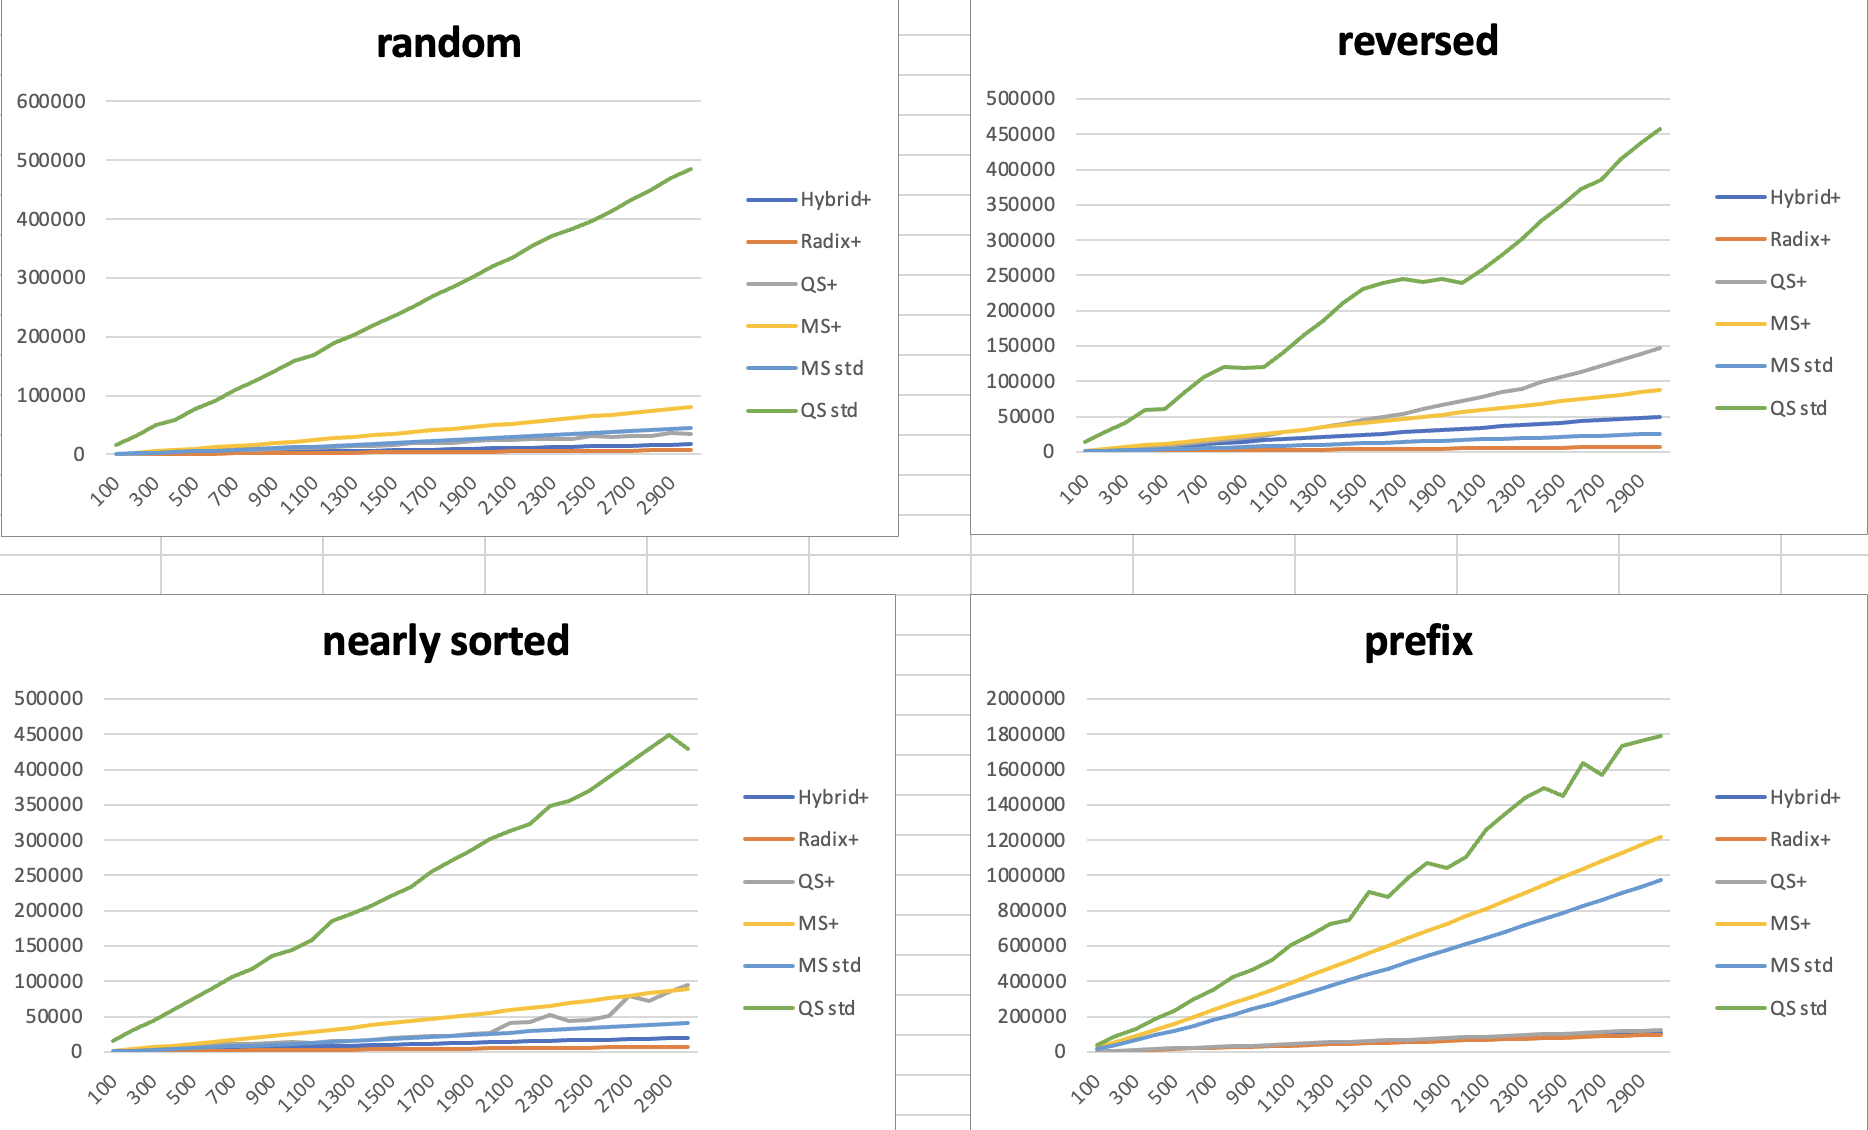 random
600000
500000
400000
300000
200000
100000
0
100 300 500 700 900 1100 1300 1500 1700 1900 2100 2300 2500 2700 2900
Hybrid+
Radix+
QS+
MS+
MS std
QS std
reversed
500000
450000
400000
350000
300000
250000
200000
150000
100000
50000
0
100 300 500 700 900 1100 1300 1500 1700 1900 2100 2300 2500 2700 2900
Hybrid+
Radix+
QS+
MS+
MS std
QS std
nearly sorted
500000
450000
400000
350000
300000
250000
200000
150000
100000
50000
0
100 300 500 700 900 1100 1300 1500 1700 1900 2100 2300 2500 2700 2900
Hybrid+
Radix+
QS+
MS+
MS std
QS std
prefix
2000000
1800000
1600000
1400000
1200000
1000000
800000
600000
400000
200000
0
100 300 500 700 900 1100 1300 1500 1700 1900 2100 2300 2500 2700 2900
Hybrid+
Radix+
QS+
MS+
MS std
QS std